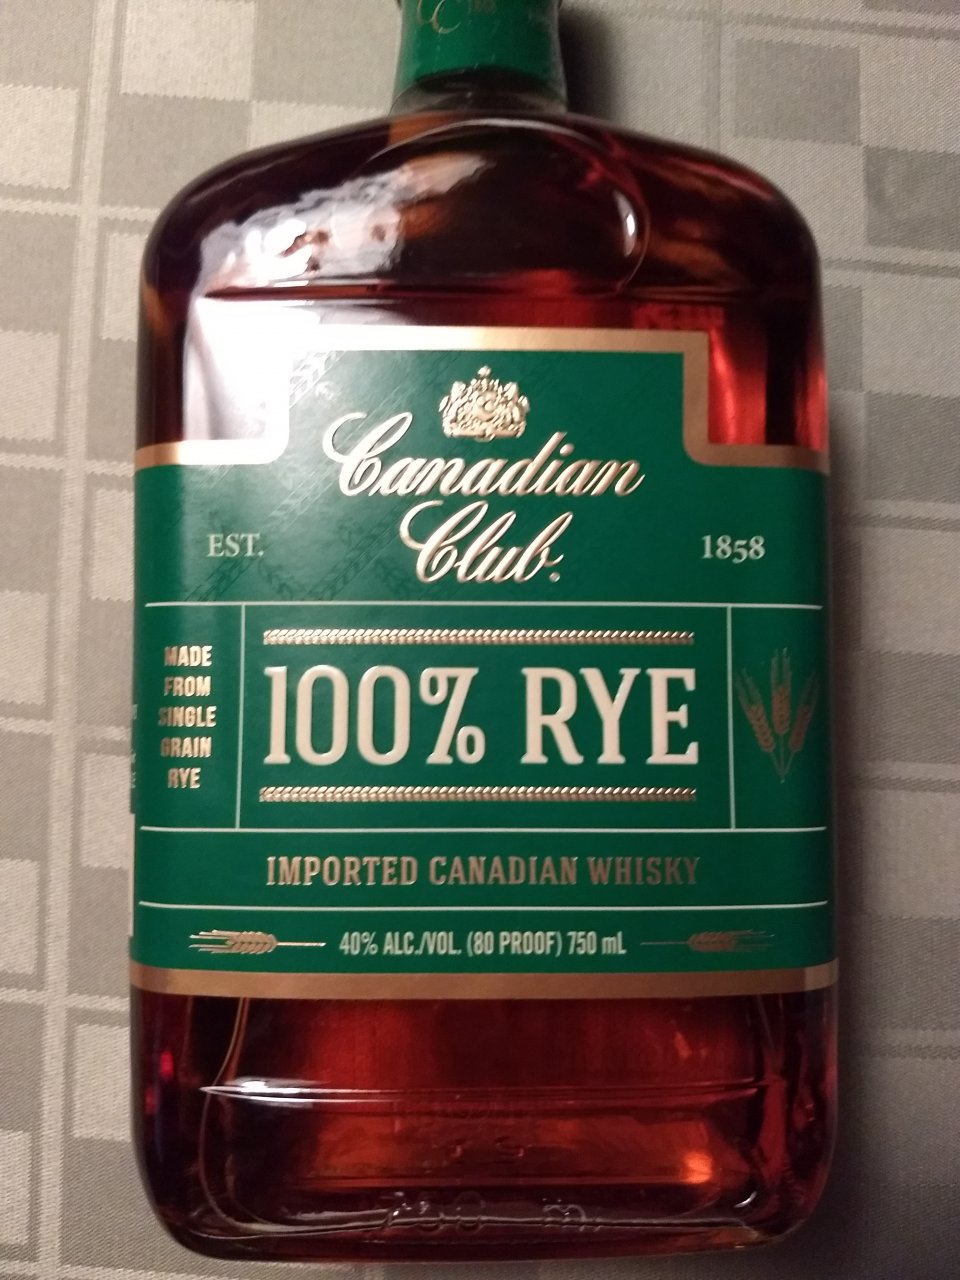 Canadian
Club.
EST. 1858
MADE
FROM
SINGLE
GRAIN
RYE
100% RYE
IMPORTED CANADIAN WHISKY
40% ALC./VOL. (80 PROOF) 750 mL